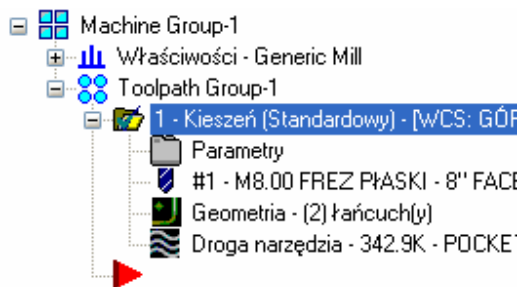 Machine Group-1
Właściwości - Generic Mill
Toolpath Group-1
1 - Kieszeń (Standardowy) - [WCS: GÓR
Parametry
#1 - M8.00 FREZ PŁASKI - 8'' FACE
Geometria - (2) łańcuch(y)
Droga narzędzia - 342.9K - POCKET